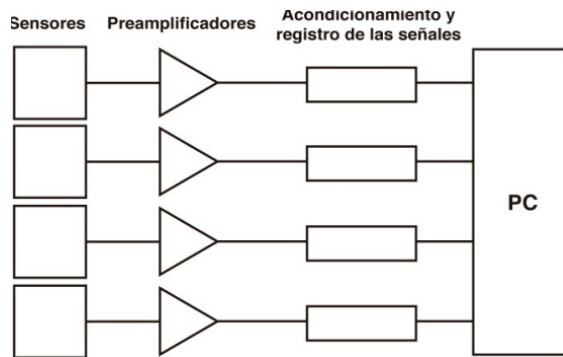 Sensores
Preamplificadores
Acondicionamiento y
registro de las señales
PC